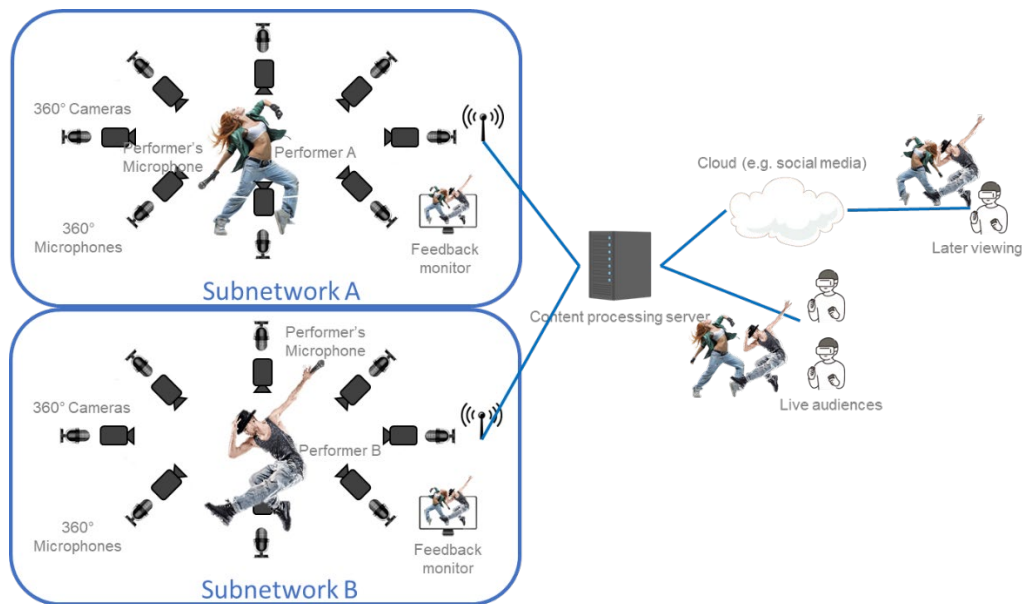 360° Cameras
Performer's
Microphone
Performer A
360°
Microphones
Feedback
monitor
Subnetwork A
Performer's
Microphone
360° Cameras
Performer B
360°
Microphones
Feedback
monitor
Subnetwork B
Content processing server
Cloud (e.g. social media)
Later viewing
Live audiences